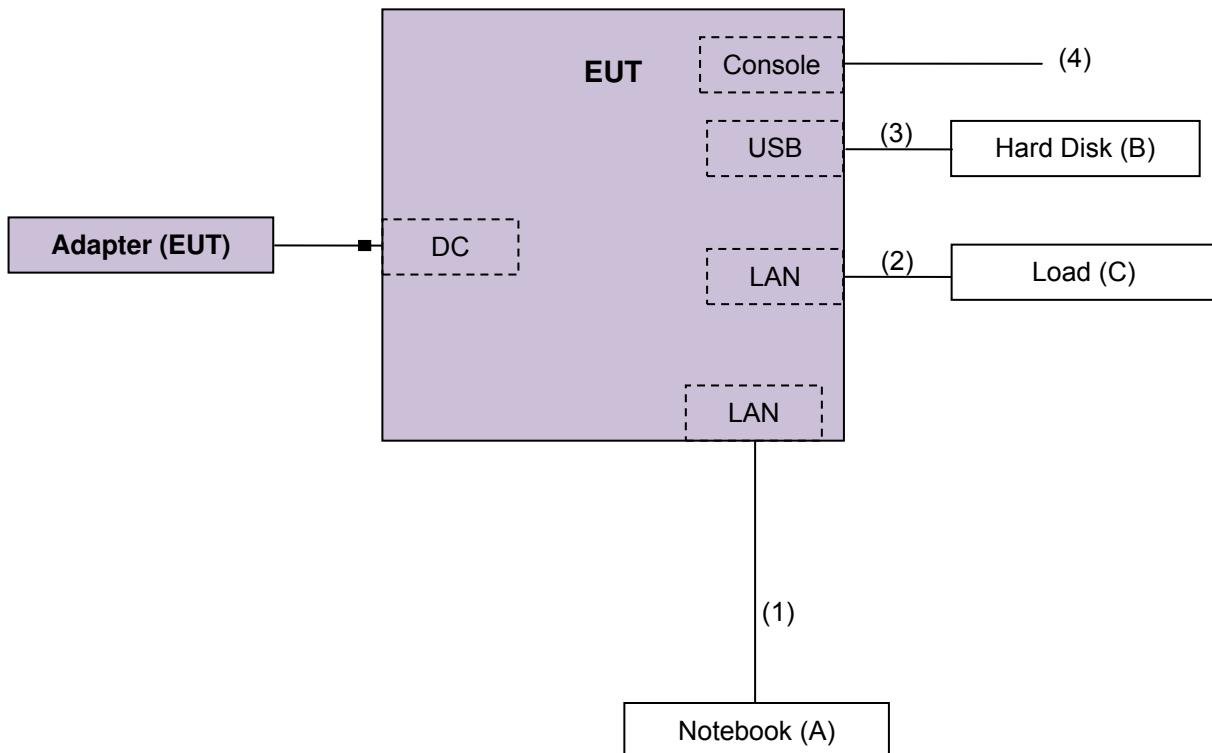 EUT
Console
(4)
USB
(3)
Hard Disk (B)
Adapter (EUT)
DC
LAN
(2)
Load (C)
LAN
(1)
Notebook (A)